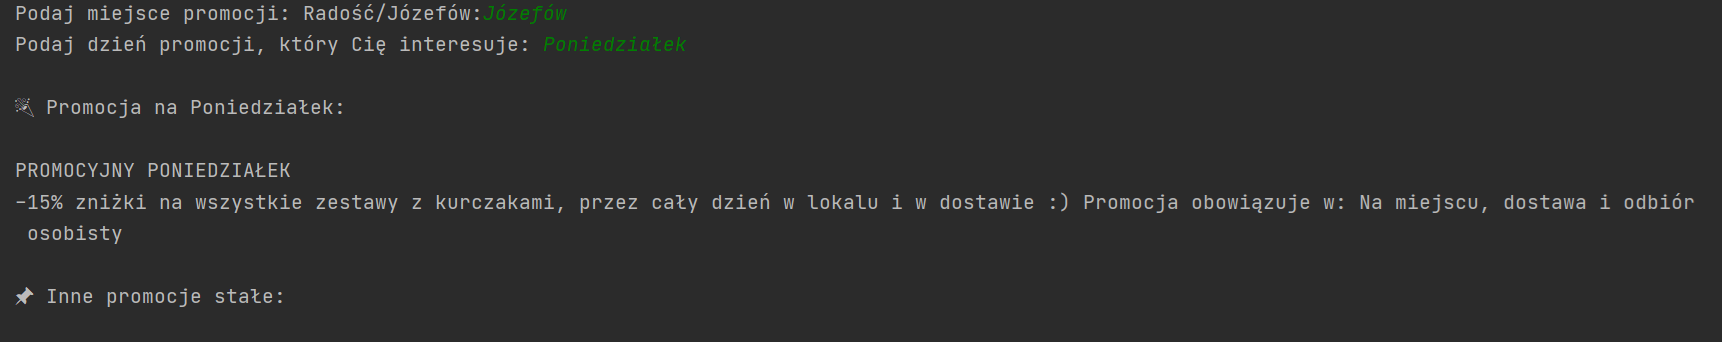 Podaj miejsce promocji: Radość/Józefów:Józefów
Podaj dzień promocji, który Cię interesuje: Poniedziałek
🎉 Promocja na Poniedziałek:
PROMOCYJNY PONIEDZIAŁEK
-15% zniżki na wszystkie zestawy z kurczakami, przez cały dzień w lokalu i w dostawie :) Promocja obowiązuje w: Na miejscu, dostawa i odbiór
osobisty
📌 Inne promocje stałe: